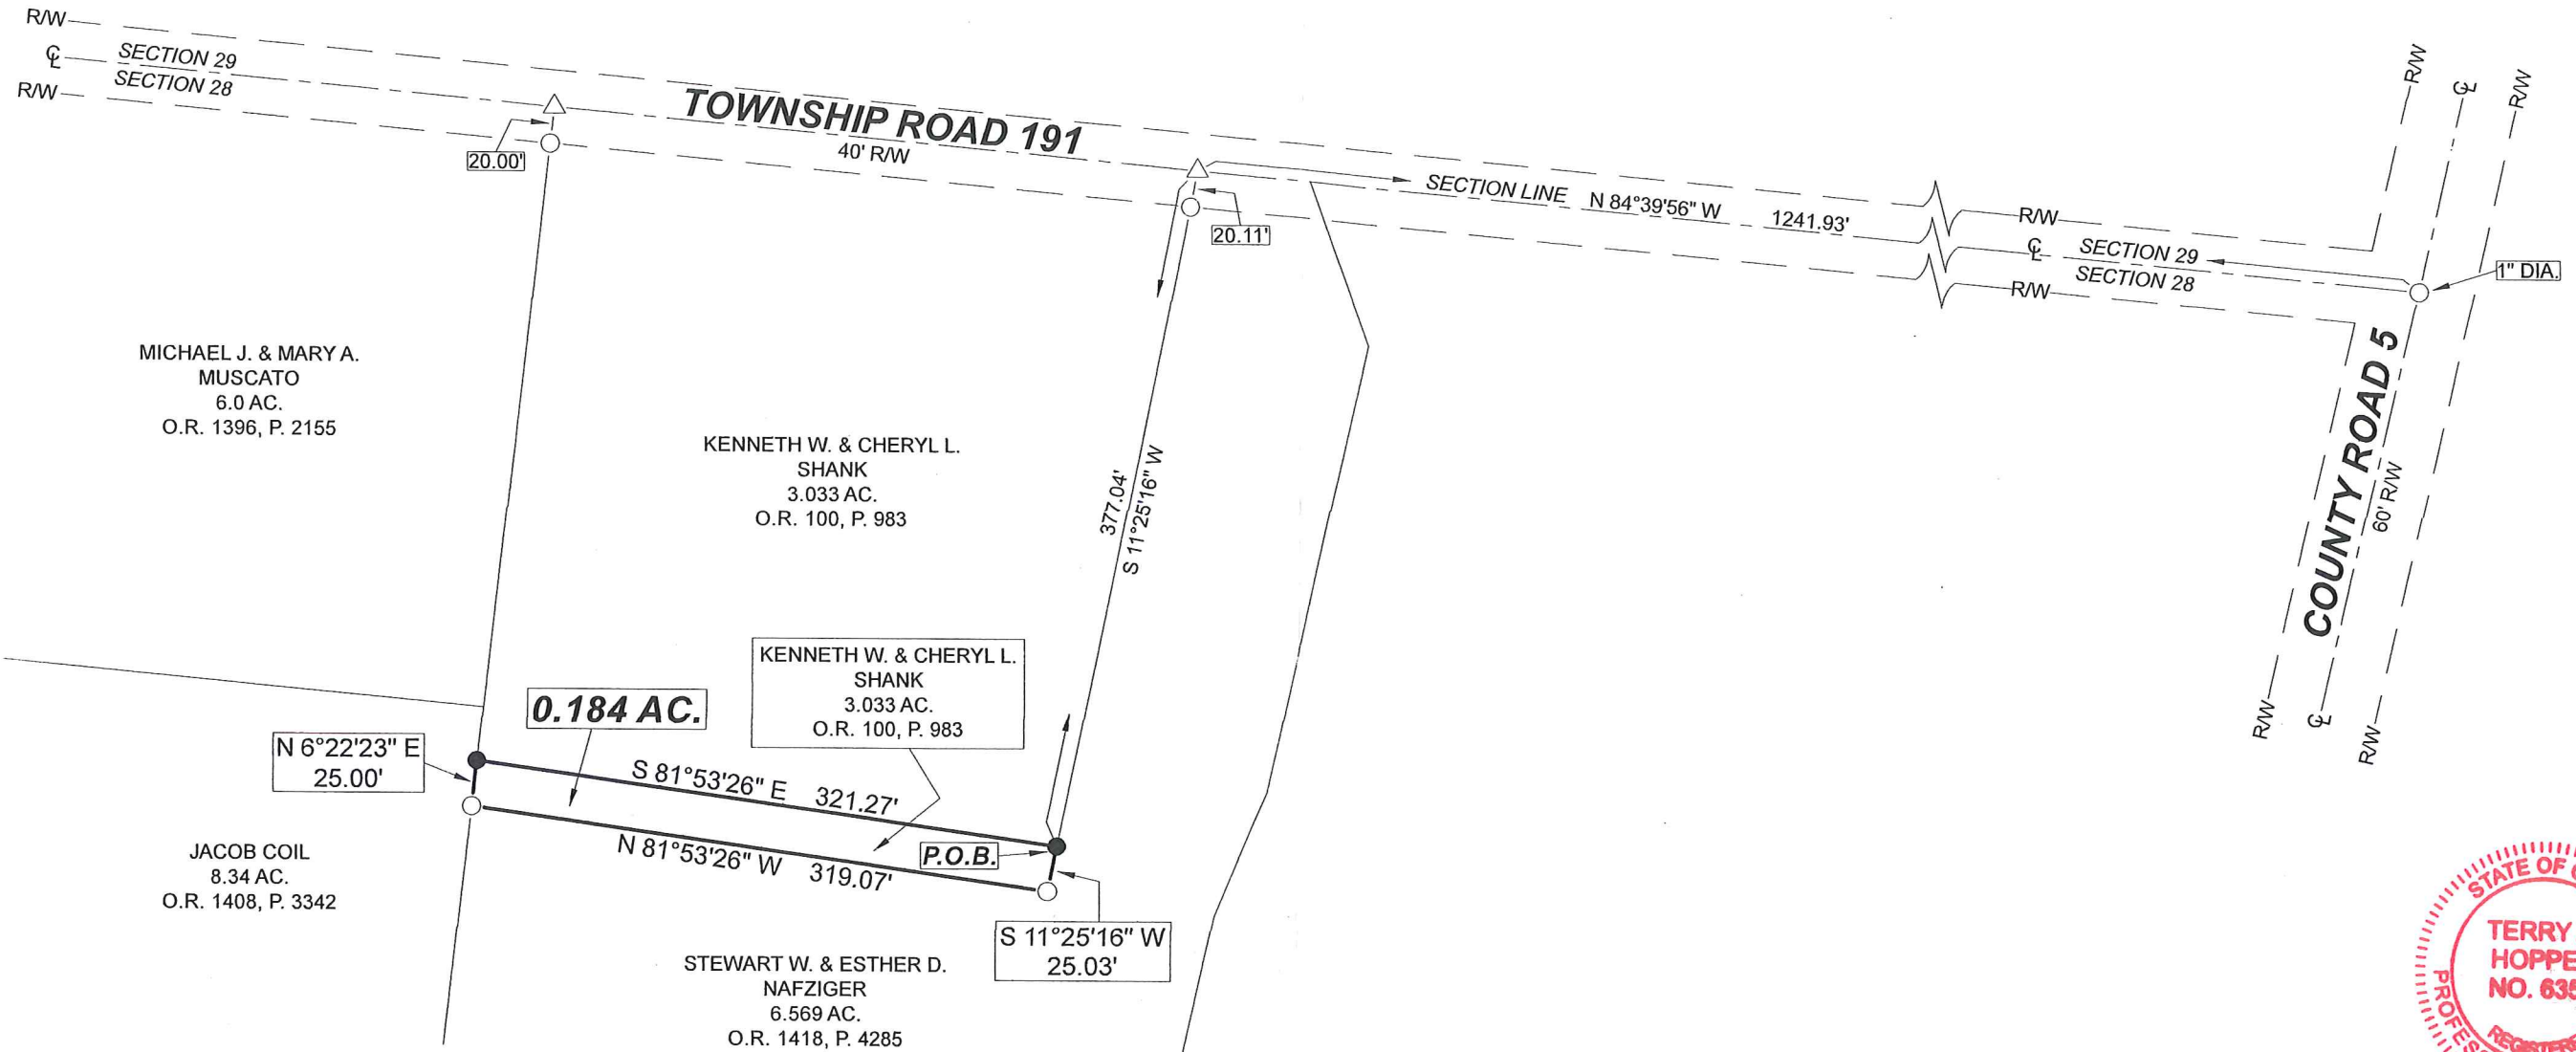 R/W
℄ SECTION 29
SECTION 28
R/W
20.00'
TOWNSHIP ROAD 191
40' R/W
20.11'
SECTION LINE N 84°39'56" W 1241.93'
R/W
℄ SECTION 29
SECTION 28
R/W
R/W
℄
R/W
1" DIA.
COUNTY ROAD 5
60' R/W
R/W
℄
R/W
MICHAEL J. & MARY A.
MUSCATO
6.0 AC.
O.R. 1396, P. 2155
KENNETH W. & CHERYL L.
SHANK
3.033 AC.
O.R. 100, P. 983
377.04'
S 11°25'16" W
KENNETH W. & CHERYL L.
SHANK
3.033 AC.
O.R. 100, P. 983
0.184 AC.
N 6°22'23" E
25.00'
S 81°53'26" E 321.27'
N 81°53'26" W 319.07'
P.O.B.
S 11°25'16" W
25.03'
JACOB COIL
8.34 AC.
O.R. 1408, P. 3342
STEWART W. & ESTHER D.
NAFZIGER
6.569 AC.
O.R. 1418, P. 4285
STATE OF
TERRY
HOPPE
NO. 635